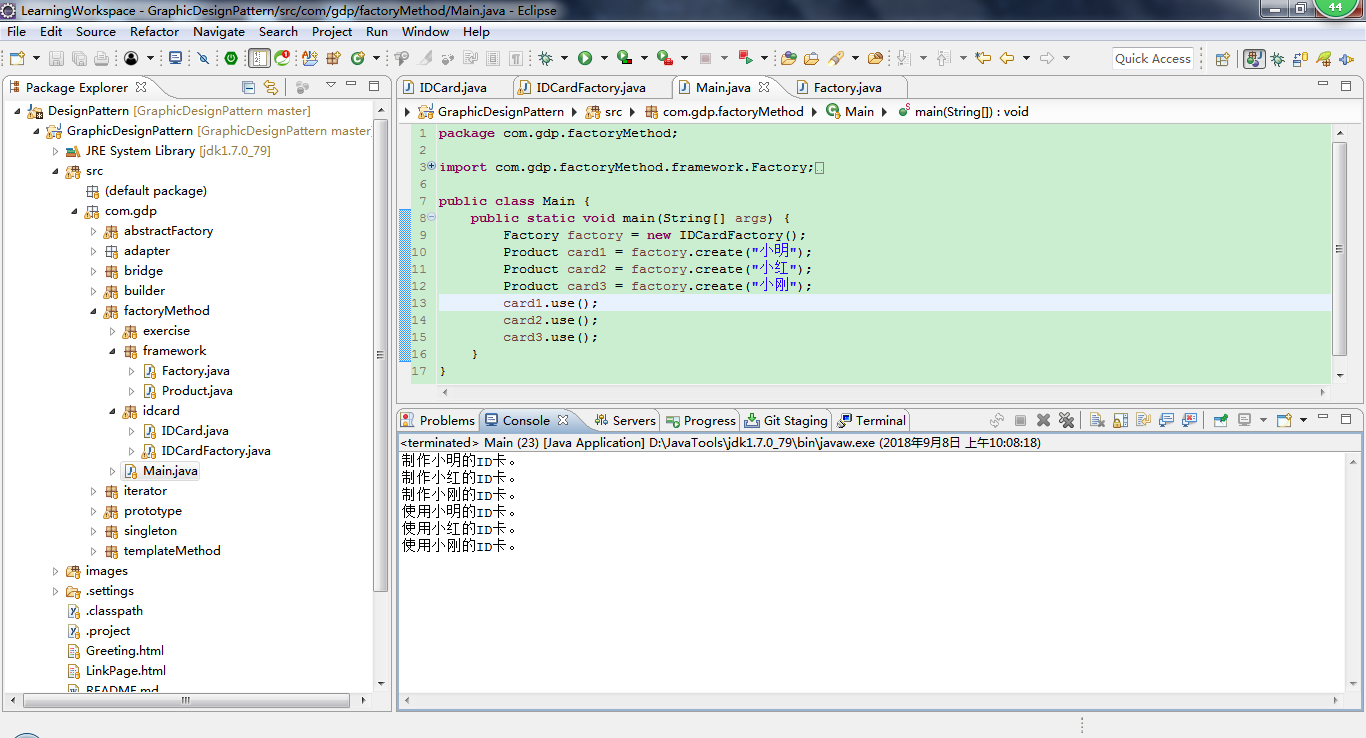 LearningWorkspace - GraphicDesignPattern/src/com/gdp/factoryMethod/Main.java - Eclipse
44
File Edit Source Refactor Navigate Search Project Run Window Help
Quick Access
Package Explorer
DesignPattern [GraphicDesignPattern master]
GraphicDesignPattern [GraphicDesignPattern master]
JRE System Library [jdk1.7.0_79]
src
(default package)
com.gdp
abstractFactory
adapter
bridge
builder
factoryMethod
exercise
framework
Factory.java
Product.java
idcard
IDCard.java
IDCardFactory.java
Main.java
iterator
prototype
singleton
templateMethod
images
.settings
.classpath
.project
Greeting.html
LinkPage.html
README.md
IDCard.java IDCardFactory.java Main.java Factory.java
GraphicDesignPattern src com.gdp.factoryMethod Main main(String[]) : void
1 package com.gdp.factoryMethod;
2
3 import com.gdp.factoryMethod.framework.Factory;
6
7 public class Main {
8 public static void main(String[] args) {
9 Factory factory = new IDCardFactory();
10 Product card1 = factory.create("小明");
11 Product card2 = factory.create("小红");
12 Product card3 = factory.create("小刚");
13 card1.use();
14 card2.use();
15 card3.use();
16 }
17 }
Problems Console Servers Progress Git Staging Terminal
<terminated> Main (23) [Java Application] D:\JavaTools\jdk1.7.0_79\bin\javaw.exe (2018年9月8日 上午10:08:18)
制作小明的ID卡。
制作小红的ID卡。
制作小刚的ID卡。
使用小明的ID卡。
使用小红的ID卡。
使用小刚的ID卡。